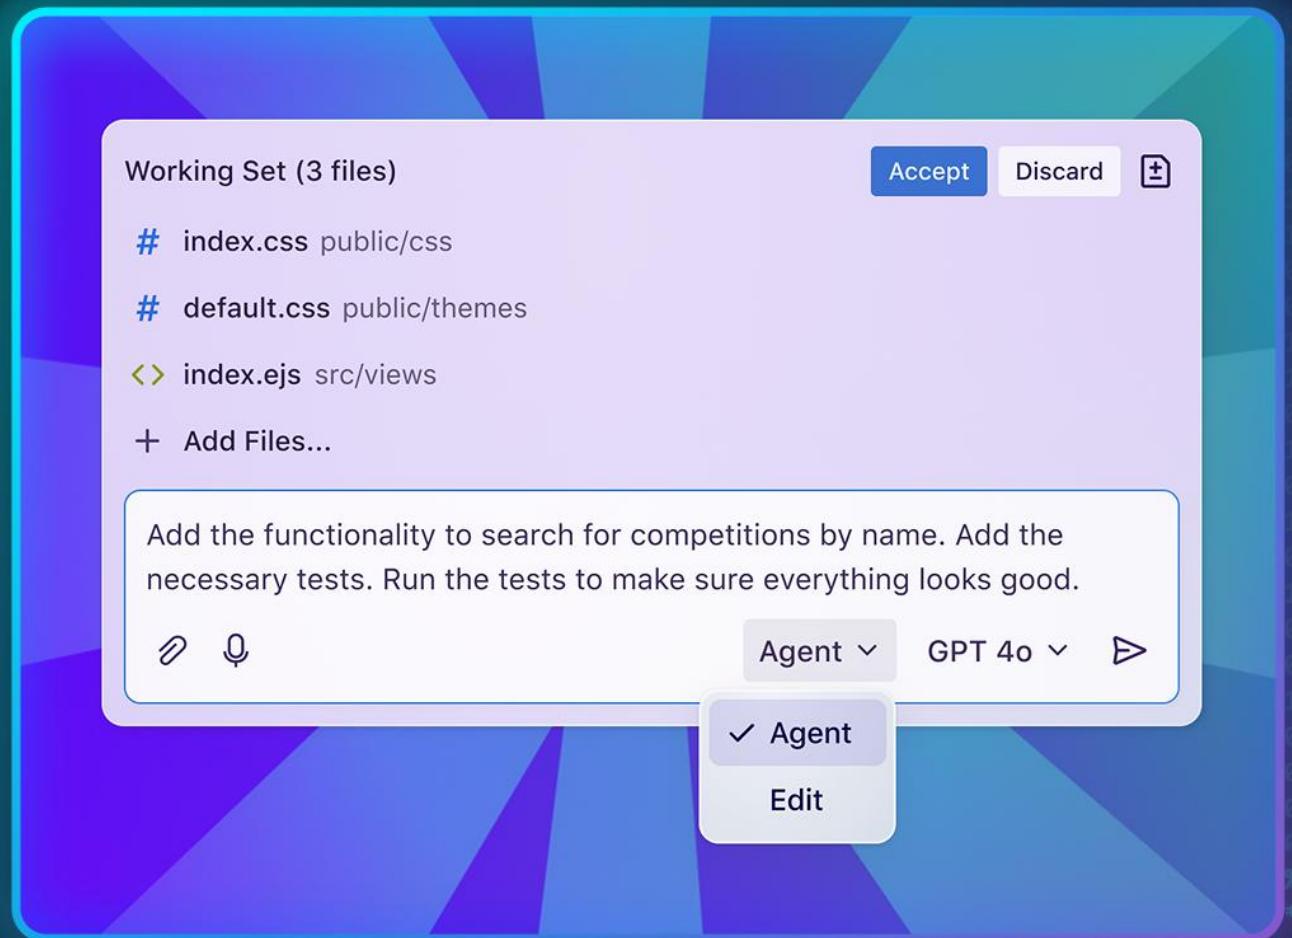 Working Set (3 files)
Accept
Discard
# index.css public/css
# default.css public/themes
<> index.ejs src/views
+ Add Files...
Add the functionality to search for competitions by name. Add the
necessary tests. Run the tests to make sure everything looks good.
Agent
GPT 4o
Agent
Edit